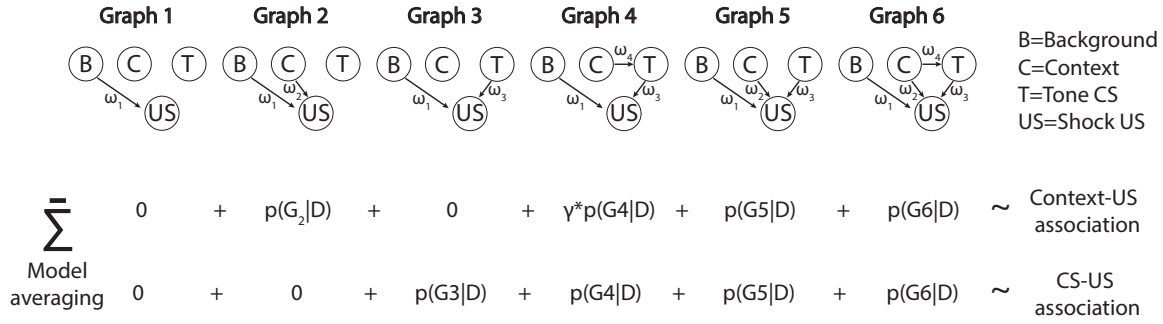 Graph 1 Graph 2 Graph 3 Graph 4 Graph 5 Graph 6
B C T B C T B C T B C ω₄ T B C T B C ω₄ T
ω₁ ω₁ ω₂ ω₁ ω₃ ω₁ ω₃ ω₁ ω₂ ω₃ ω₁ ω₂ ω₃
US US US US US US
B=Background
C=Context
T=Tone CS
US=Shock US
0 + p(G₂|D) + 0 + γ*p(G4|D) + p(G5|D) + p(G6|D) ~ Context-US
association
Σ̄
Model
averaging
0 + 0 + p(G3|D) + p(G4|D) + p(G5|D) + p(G6|D) ~ CS-US
association